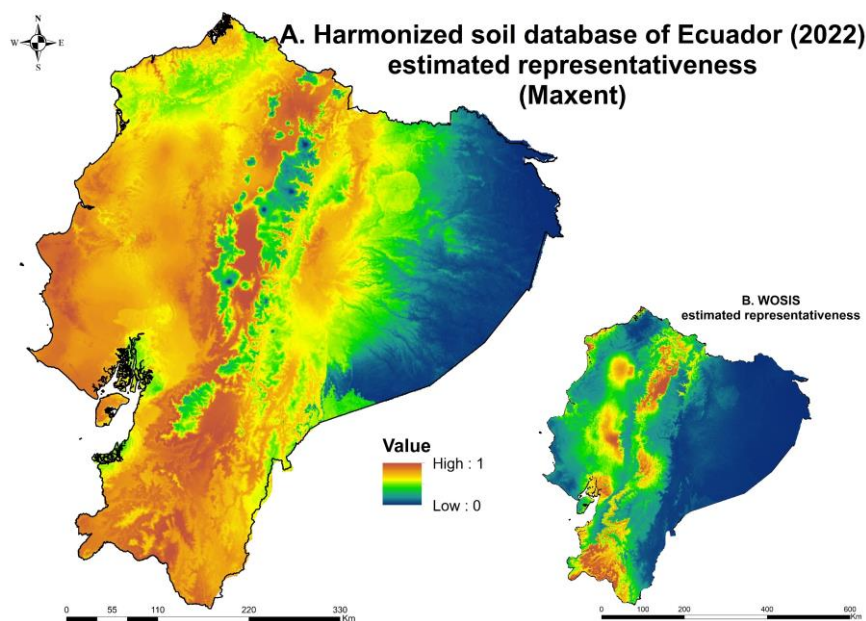 N
W E
S
A. Harmonized soil database of Ecuador (2022)
estimated representativeness
(Maxent)
B. WOSIS
estimated representativeness
Value
High : 1
Low : 0
0 55 110 220 330
Km
0 100 200 400 600
Km